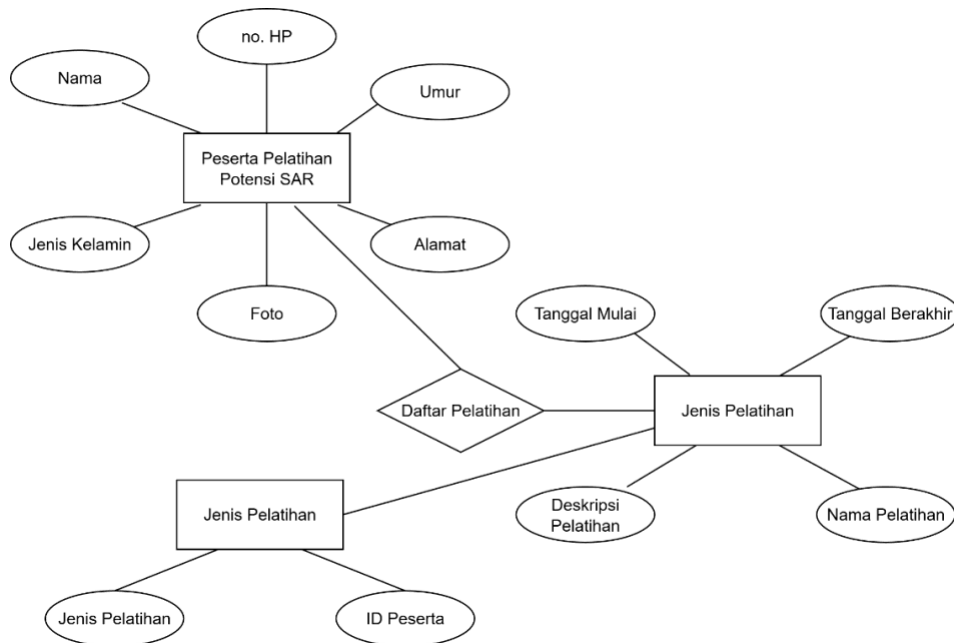 no. HP
Nama
Umur
Peserta Pelatihan
Potensi SAR
Jenis Kelamin
Alamat
Foto
Tanggal Mulai
Tanggal Berakhir
Daftar Pelatihan
Jenis Pelatihan
Deskripsi
Pelatihan
Nama Pelatihan
Jenis Pelatihan
Jenis Pelatihan
ID Peserta